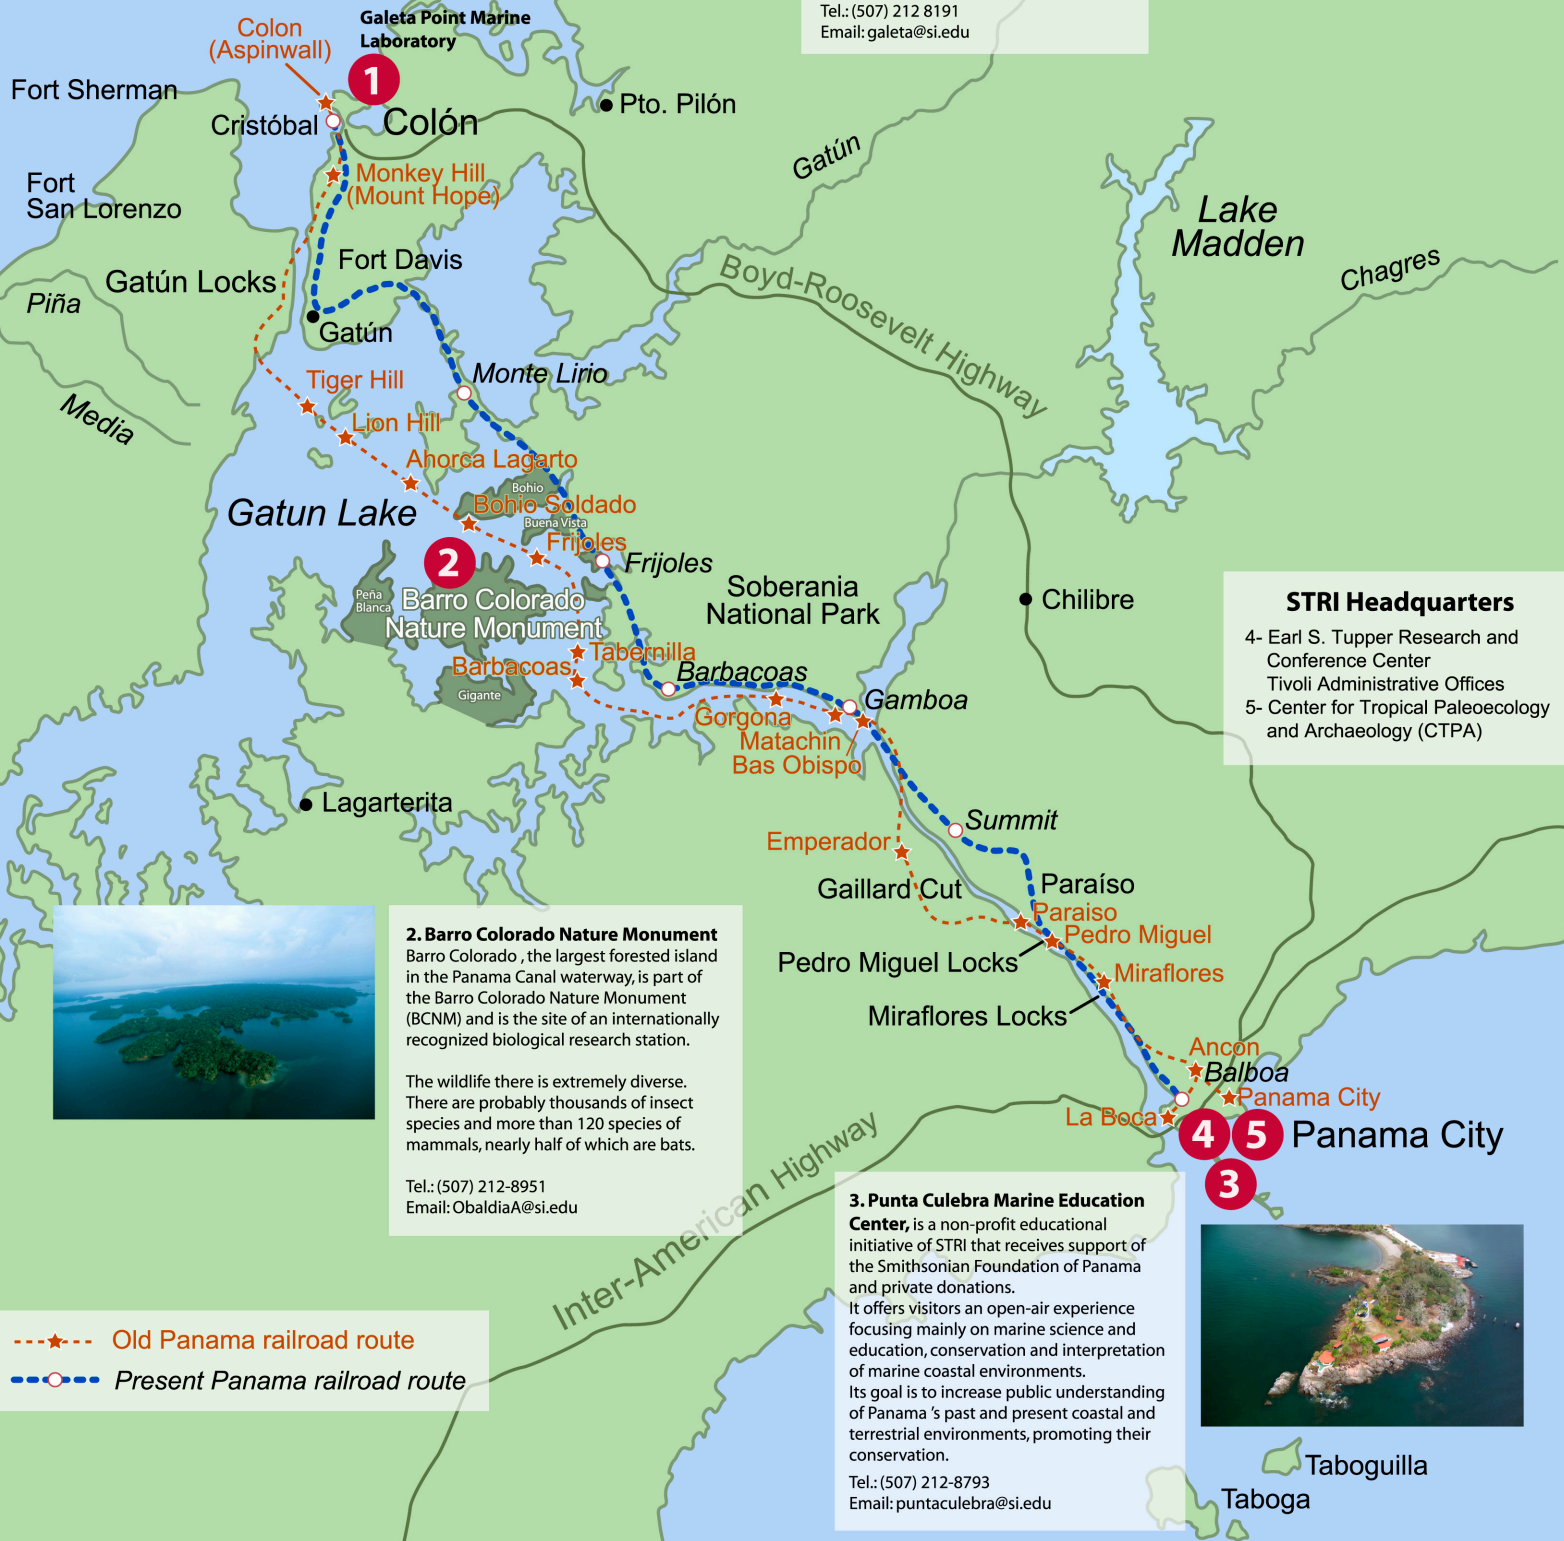 Tel.: (507) 212 8191
Email: galeta@si.edu
Galeta Point Marine
Laboratory
Colon
(Aspinwall)
1
Fort Sherman
Pto. Pilón
Cristóbal
Colón
Gatún
Monkey Hill
(Mount Hope)
Fort
San Lorenzo
Lake
Madden
Fort Davis
Boyd-Roosevelt Highway
Chagres
Gatún Locks
Piña
Gatún
Monte Lirio
Tiger Hill
Media
Lion Hill
Ahorca Lagarto
Bohio
Gatun Lake
Bohio Soldado
Buena Vista
Frijoles
2
Frijoles
Soberania
National Park
Chilibre
Peña
Blanca
Barro Colorado
Nature Monument
STRI Headquarters
4- Earl S. Tupper Research and
Conference Center
Tivoli Administrative Offices
5- Center for Tropical Paleoecology
and Archaeology (CTPA)
Tabernilla
Barbacoas
Barbacoas
Gigante
Gamboa
Gorgona
Matachin
Bas Obispo
Lagarterita
Summit
Emperador
Gaillard Cut
Paraíso
Paraiso
Pedro Miguel
Pedro Miguel Locks
Miraflores
Miraflores Locks
2. Barro Colorado Nature Monument
Barro Colorado , the largest forested island
in the Panama Canal waterway, is part of
the Barro Colorado Nature Monument
(BCNM) and is the site of an internationally
recognized biological research station.
The wildlife there is extremely diverse.
There are probably thousands of insect
species and more than 120 species of
mammals, nearly half of which are bats.
Tel.: (507) 212-8951
Email: ObaldiaA@si.edu
Ancon
Balboa
Panama City
La Boca
4
5
Panama City
3
Inter-American Highway
3. Punta Culebra Marine Education
Center, is a non-profit educational
initiative of STRI that receives support of
the Smithsonian Foundation of Panama
and private donations.
It offers visitors an open-air experience
focusing mainly on marine science and
education, conservation and interpretation
of marine coastal environments.
Its goal is to increase public understanding
of Panama 's past and present coastal and
terrestrial environments, promoting their
conservation.
Tel.: (507) 212-8793
Email: puntaculebra@si.edu
Old Panama railroad route
Present Panama railroad route
Taboguilla
Taboga